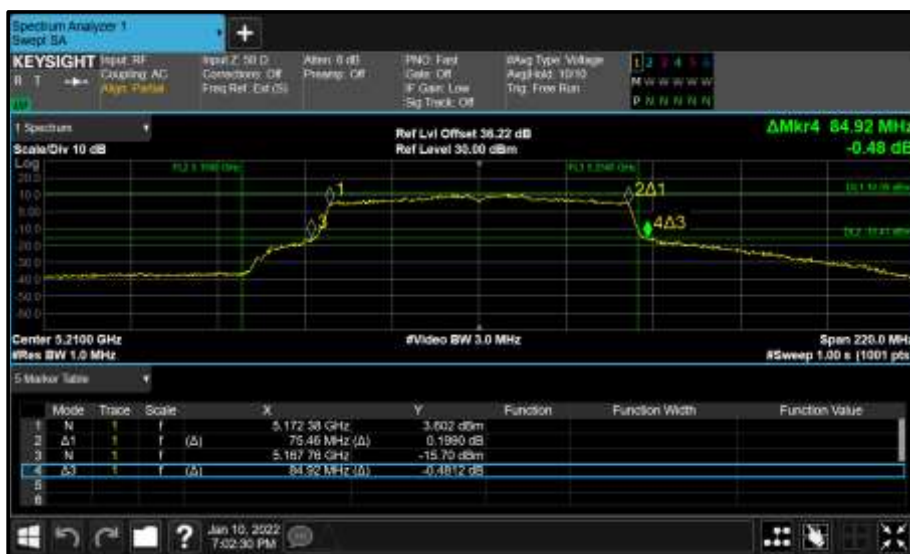 Spectrum Analyzer 1
Swept SA
+
KEYSIGHT
R T
Input: RF
Coupling: AC
Align: Partial
Input Z: 50 Ω
Corrections: Off
Freq Ref: Ext (S)
Atten: 6 dB
Preamp: Off
PNO: Fast
Gate: Off
IF Gain: Low
Sig Track: Off
#Avg Type: Voltage
Avg|Hold: 10/10
Trig: Free Run
1 2 3 4 5 6
M W W W W W
P N N N N N
1 Spectrum
Scale/Div 10 dB
Ref Lvl Offset 36.22 dB
Ref Level 30.00 dBm
ΔMkr4 84.92 MHz
-0.48 dB
Log
20.0
10.0
0.00
-10.0
-20.0
-30.0
-40.0
-50.0
-60.0
1
2Δ1
3
4Δ3
Center 5.2100 GHz
#Res BW 1.0 MHz
#Video BW 3.0 MHz
Span 220.0 MHz
#Sweep 1.00 s (1001 pts
5 Marker Table
Mode Trace Scale X Y Function Function Width Function Value
1 N 1 f 5.172 38 GHz 3.602 dBm
2 Δ1 1 f (Δ) 75.46 MHz (Δ) 0.1990 dB
3 N 1 f 5.167 76 GHz -15.70 dBm
4 Δ3 1 f (Δ) 84.92 MHz (Δ) -0.4812 dB
5
6
?
Jan 10, 2022
7:02:30 PM